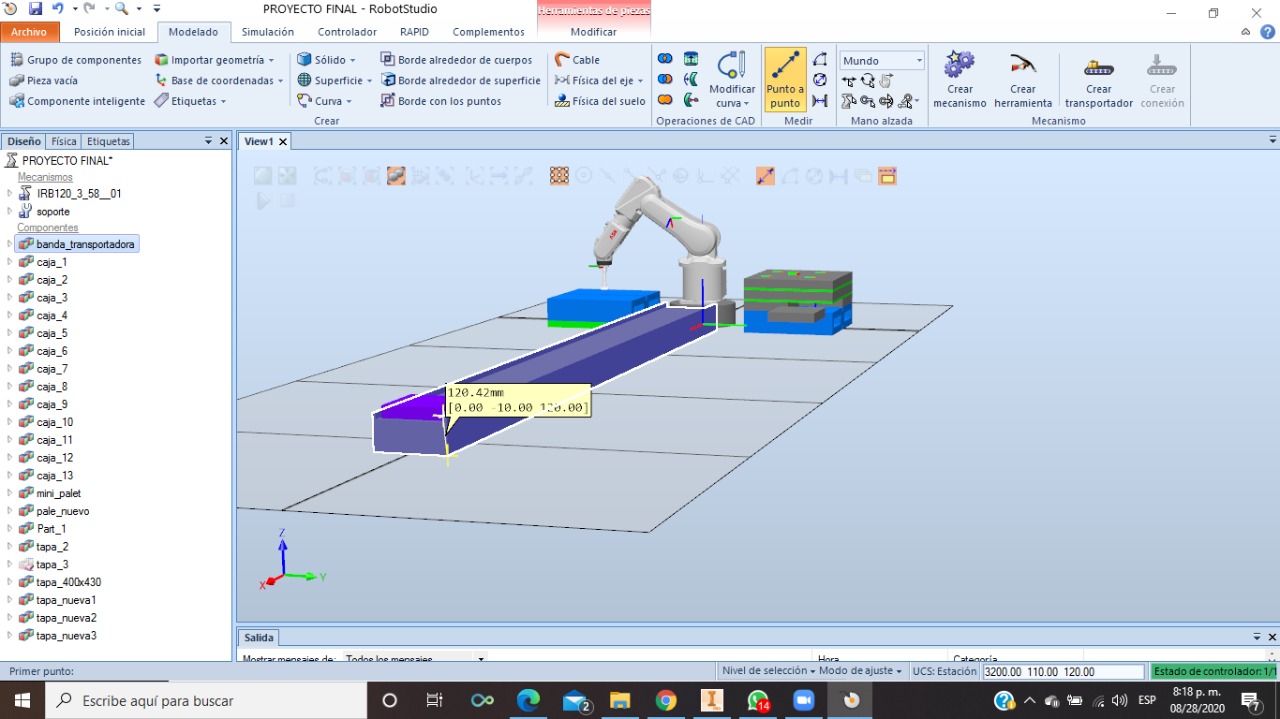 PROYECTO FINAL - RobotStudio
Herramientas de piezas
Archivo Posición inicial Modelado Simulación Controlador RAPID Complementos Modificar
Grupo de componentes Importar geometría Sólido Borde alrededor de cuerpos Cable Mundo
Pieza vacía Base de coordenadas Superficie Borde alrededor de superficie Física del eje
Componente inteligente Etiquetas Curva Borde con los puntos Física del suelo
Modificar curva Punto a punto Crear mecanismo Crear herramienta Crear transportador Crear conexión
Crear Operaciones de CAD Medir Mano alzada Mecanismo
Diseño Física Etiquetas View1
PROYECTO FINAL*
Mecanismos
IRB120_3_58__01
soporte
Componentes
banda_transportadora
caja_1
caja_2
caja_3
caja_4
caja_5
caja_6
caja_7
caja_8
caja_9
caja_10
caja_11
caja_12
caja_13
mini_palet
pale_nuevo
Part_1
tapa_2
tapa_3
tapa_400x430
tapa_nueva1
tapa_nueva2
tapa_nueva3
ABB
120.42mm
[0.00 -10.00 120.00]
Z
X
Y
Salida
Mostrar mensajes de: Todos los mensajes Hora Categoría
Primer punto: Nivel de selección Modo de ajuste UCS: Estación 3200.00 110.00 120.00 Estado de controlador: 1/1
Escribe aquí para buscar
2
14
ESP
8:18 p. m.
08/28/2020
7